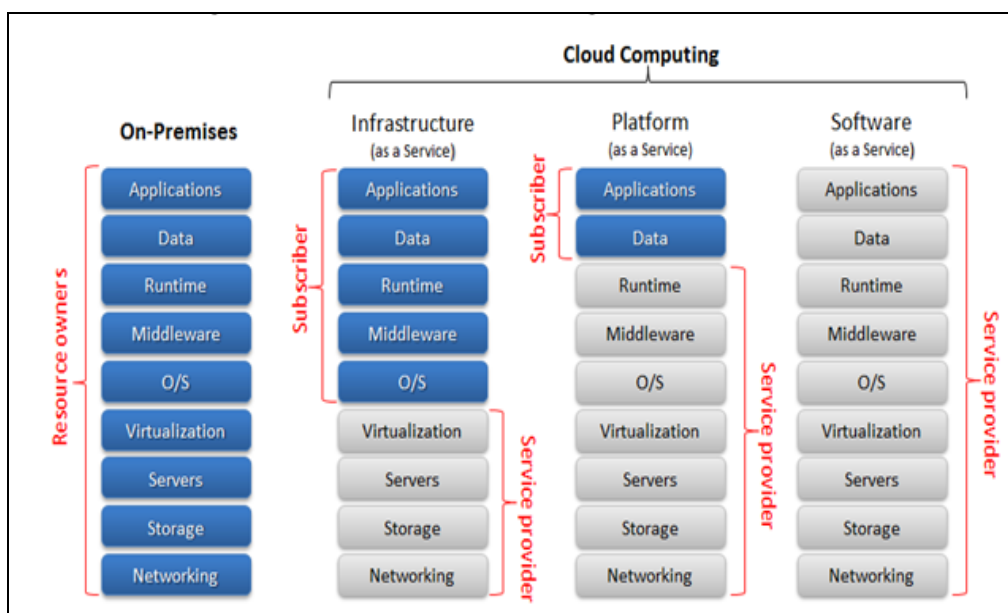 Cloud Computing
On-Premises
Resource owners
Applications
Data
Runtime
Middleware
O/S
Virtualization
Servers
Storage
Networking
Infrastructure
(as a Service)
Subscriber
Applications
Data
Runtime
Middleware
O/S
Virtualization
Servers
Storage
Networking
Service provider
Platform
(as a Service)
Subscriber
Applications
Data
Runtime
Middleware
O/S
Virtualization
Servers
Storage
Networking
Service provider
Software
(as a Service)
Applications
Data
Runtime
Middleware
O/S
Virtualization
Servers
Storage
Networking
Service provider